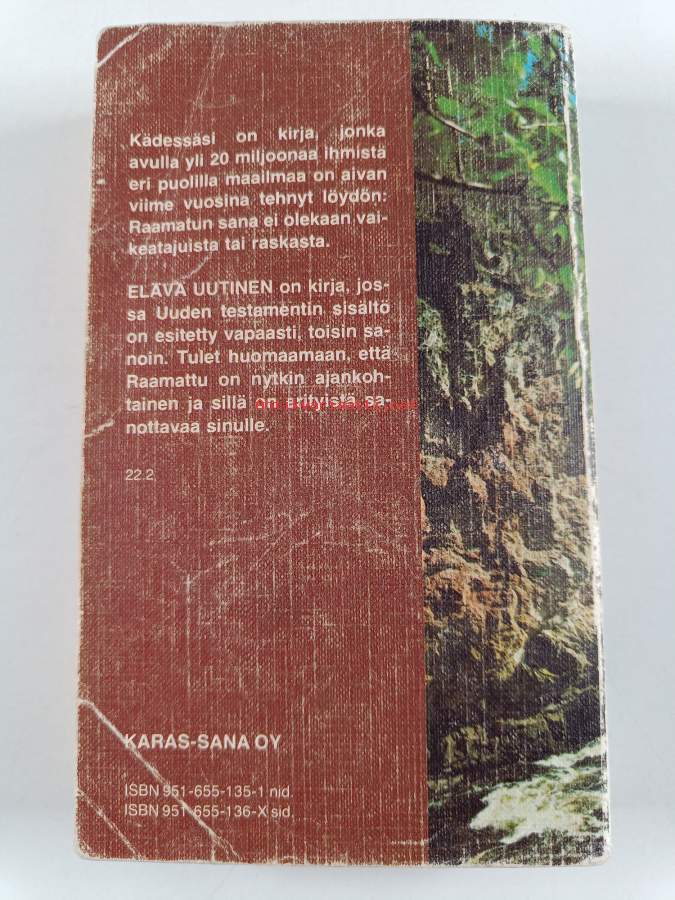 Kädessäsi on kirja, jonka
avulla yli 20 miljoonaa ihmistä
eri puolilla maailmaa on aivan
viime vuosina tehnyt löydön:
Raamatun sana ei olekaan vai-
keatajuista tai raskasta.
ELÄVÄ UUTINEN on kirja, jos-
sa Uuden testamentin sisältö
on esitetty vapaasti, toisin sa-
noin. Tulet huomaamaan, että
Raamattu on nytkin ajankoh-
tainen ja sillä on erityistä sa-
nottavaa sinulle.
22.2
KARAS-SANA OY
ISBN 951-655-135-1 nid.
ISBN 951-655-136-X sid.